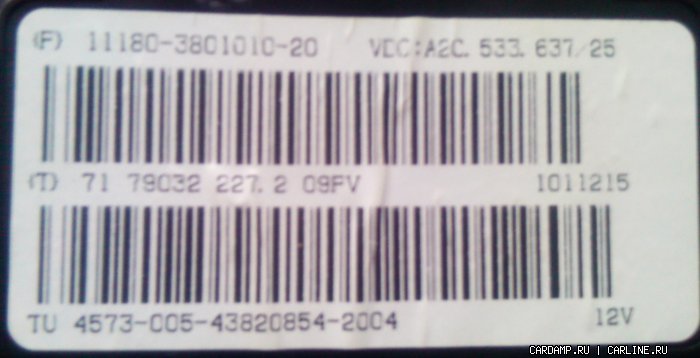 (F) 11180-3801010-20 VDC:A2C. 533. 637/25
(T) 71 79032 227. 2 09FV 1011215
TU 4573-005-43820854-2004 12V
CARDAMP.RU | CARLINE.RU